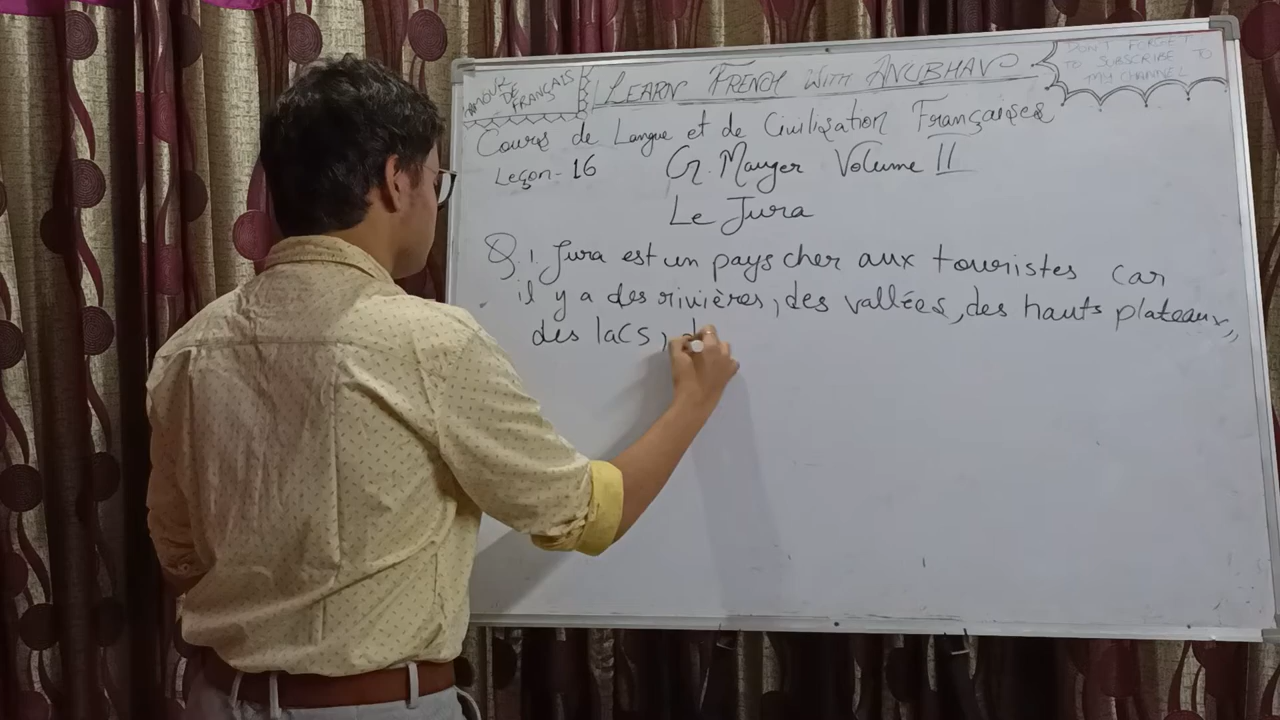 AMOUR DE FRANÇAIS
LEARN FRENCH WITH ANUBHAV
DON'T FORGET
TO SUBSCRIBE TO
MY CHANNEL
Cours de Langue et de Civilisation Françaises
Leçon-16 G. Mauger Volume II
Le Jura
Q.1. Jura est un pays cher aux touristes car
il y a des rivières, des vallées, des hauts plateaux,
des lacs, d